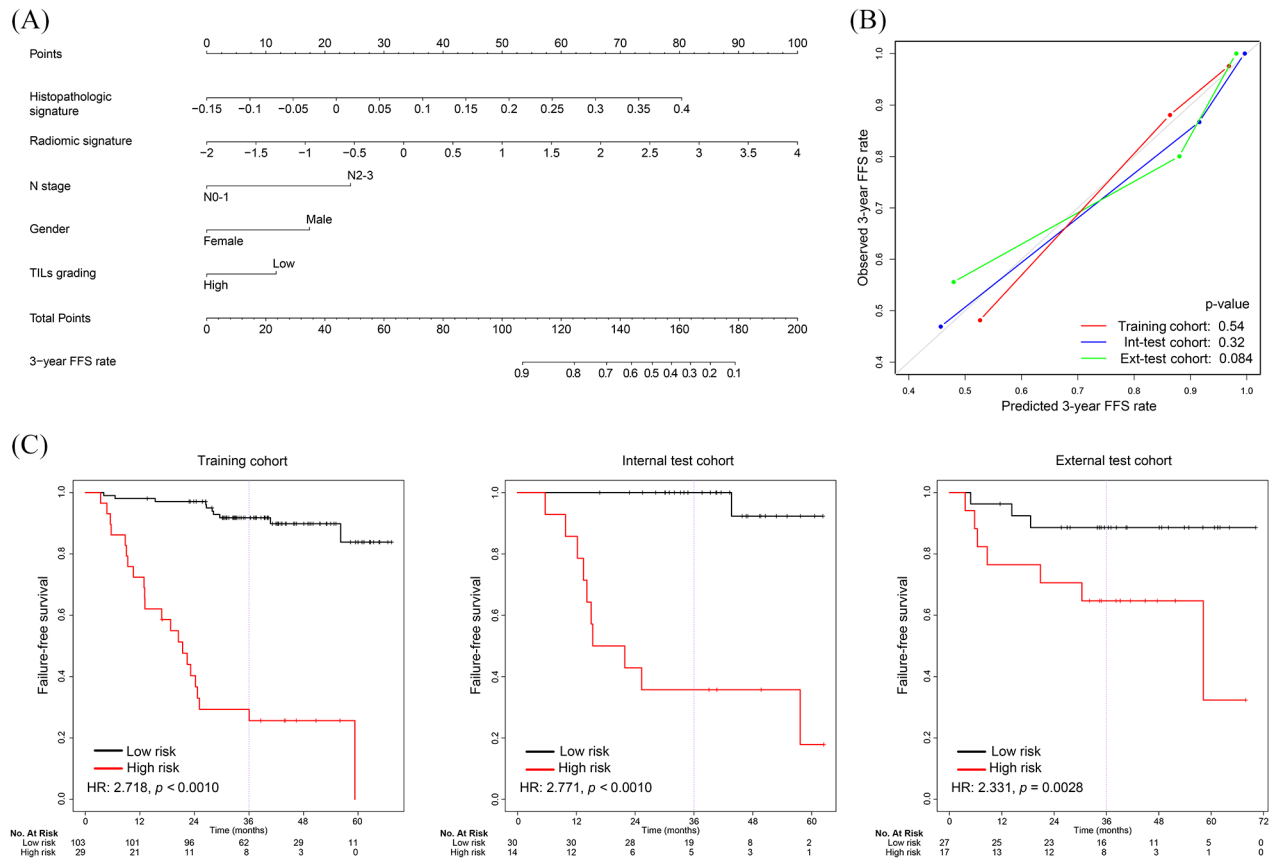 (A)
Points
0 10 20 30 40 50 60 70 80 90 100
Histopathologic
signature
−0.15 −0.1 −0.05 0 0.05 0.1 0.15 0.2 0.25 0.3 0.35 0.4
Radiomic signature
−2 −1.5 −1 −0.5 0 0.5 1 1.5 2 2.5 3 3.5 4
N stage
N2-3
N0-1
Gender
Male
Female
TILs grading
Low
High
Total Points
0 20 40 60 80 100 120 140 160 180 200
3−year FFS rate
0.9 0.8 0.7 0.6 0.5 0.4 0.3 0.2 0.1
(B)
Observed 3-year FFS rate
1.0
0.9
0.8
0.7
0.6
0.5
0.4
p-value
Training cohort: 0.54
Int-test cohort: 0.32
Ext-test cohort: 0.084
0.4 0.5 0.6 0.7 0.8 0.9 1.0
Predicted 3-year FFS rate
(C)
Training cohort
Failure-free survival
1.0
0.8
0.6
0.4
0.2
0.0
Low risk
High risk
HR: 2.718, p < 0.0010
0 12 24 36 48 60
Time (months)
No. At Risk
Low risk 103 101 96 62 29 11
High risk 29 21 11 8 3 0
Internal test cohort
Failure-free survival
1.0
0.8
0.6
0.4
0.2
0.0
Low risk
High risk
HR: 2.771, p < 0.0010
0 12 24 36 48 60
Time (months)
No. At Risk
Low risk 30 30 28 19 8 2
High risk 14 12 6 5 3 1
External test cohort
Failure-free survival
1.0
0.8
0.6
0.4
0.2
0.0
Low risk
High risk
HR: 2.331, p = 0.0028
0 12 24 36 48 60 72
Time (months)
No. At Risk
Low risk 27 25 23 16 11 5 0
High risk 17 13 12 8 3 1 0